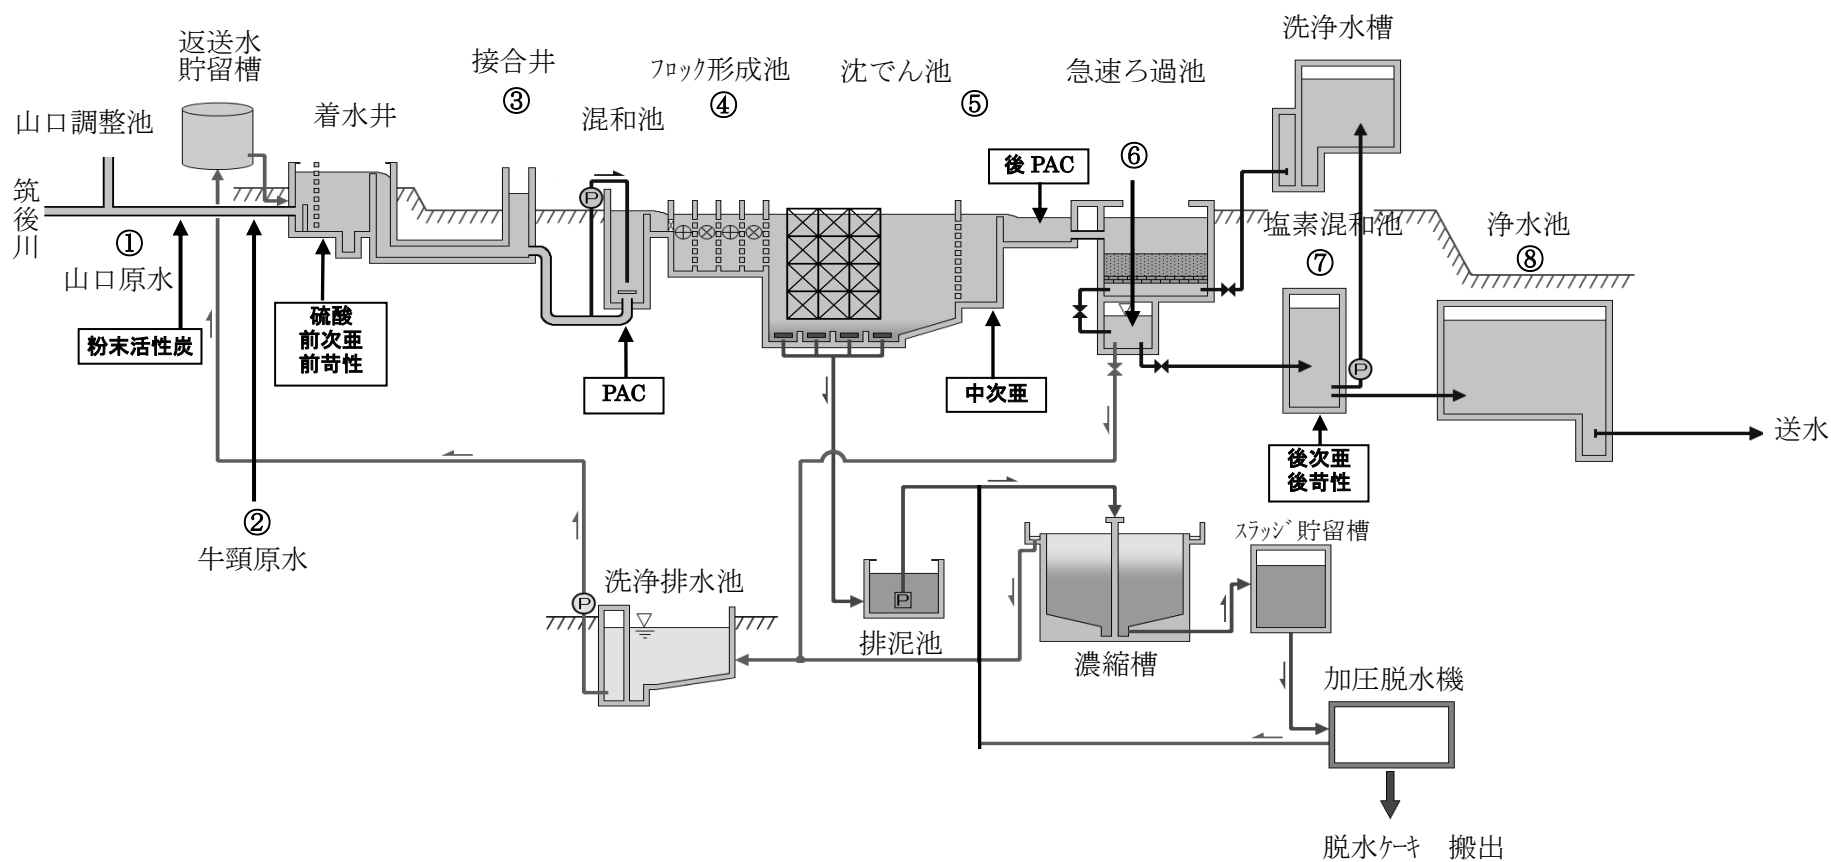 返送水
貯留槽
山口調整池
筑後川
①
山口原水
粉末活性炭
②
牛頸原水
着水井
硫酸
前次亜
前苛性
接合井
③
混和池
P
PAC
ﾌﾛｯｸ形成池
④
沈でん池
⑤
中次亜
後 PAC
急速ろ過池
⑥
洗浄水槽
塩素混和池
⑦
P
後次亜
後苛性
浄水池
⑧
送水
洗浄排水池
P
排泥池
P
濃縮槽
ｽﾗｯｼﾞ貯留槽
加圧脱水機
脱水ｹｰｷ 搬出